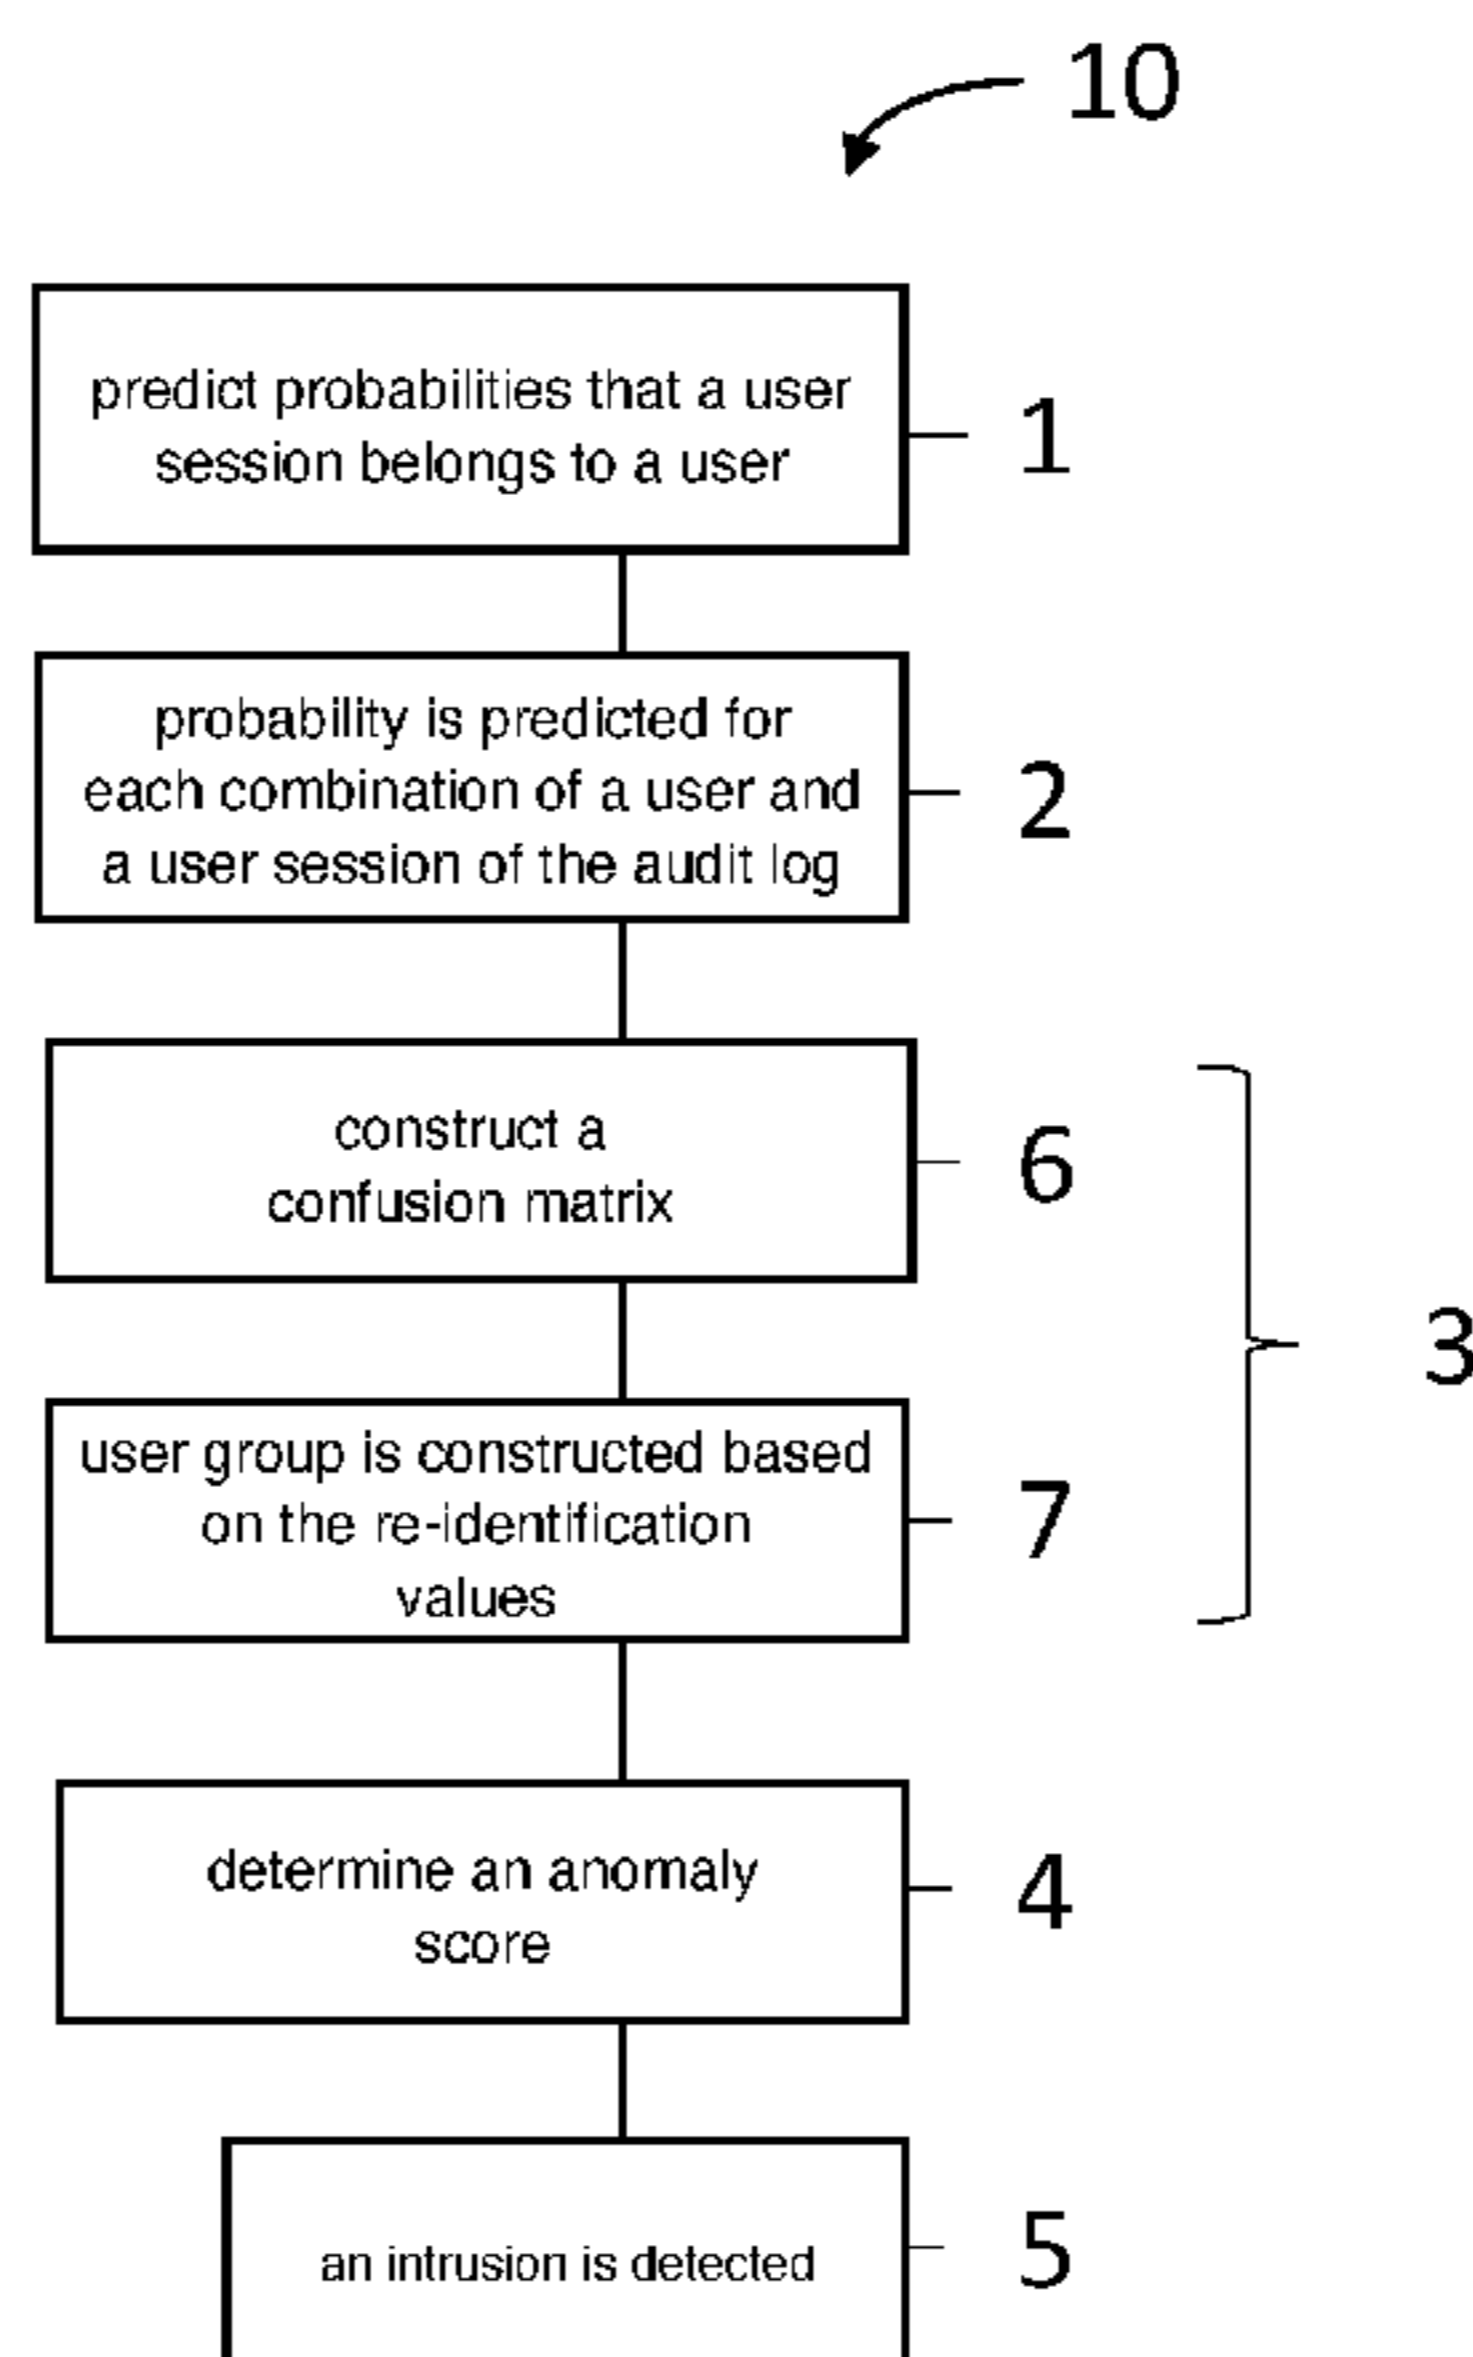 10
predict probabilities that a user
session belongs to a user
1
probability is predicted for
each combination of a user and
a user session of the audit log
2
construct a
confusion matrix
6
3
user group is constructed based
on the re-identification
values
7
determine an anomaly
score
4
an intrusion is detected
5